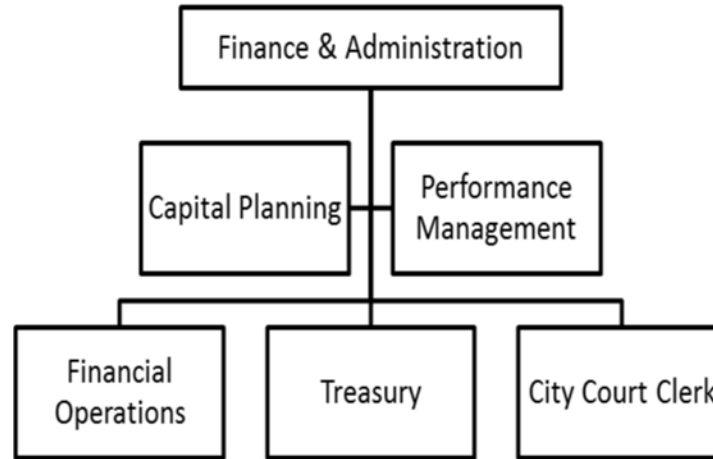 Finance & Administration
Capital Planning
Performance
Management
Financial
Operations
Treasury
City Court Clerk